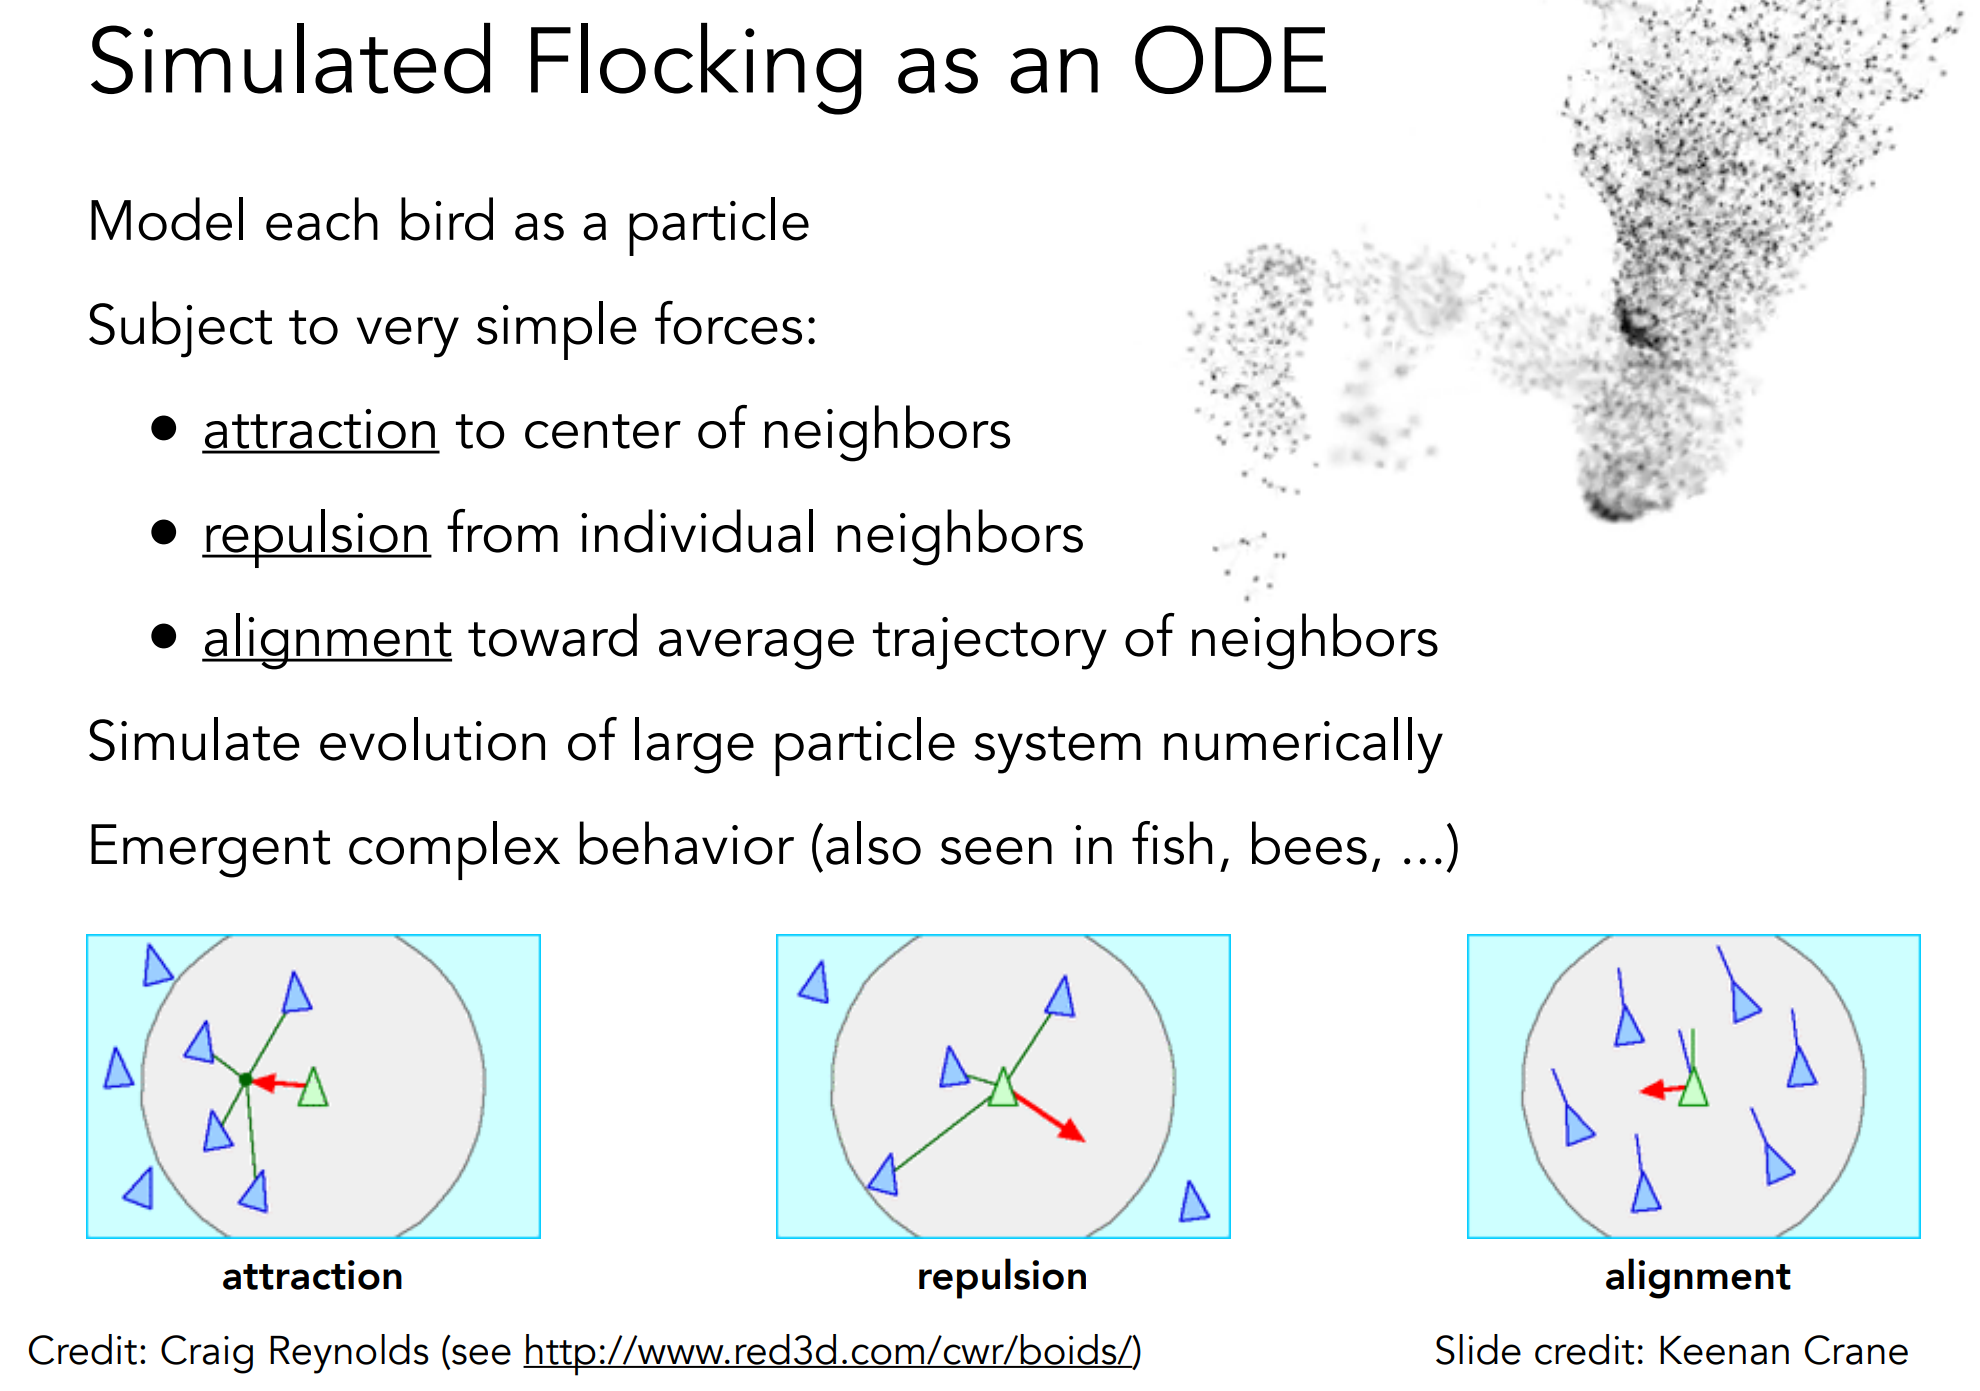 Simulated Flocking as an ODE
Model each bird as a particle
Subject to very simple forces:
• attraction to center of neighbors
• repulsion from individual neighbors
• alignment toward average trajectory of neighbors
Simulate evolution of large particle system numerically
Emergent complex behavior (also seen in fish, bees, ...)
attraction
repulsion
alignment
Credit: Craig Reynolds (see http://www.red3d.com/cwr/boids/)
Slide credit: Keenan Crane